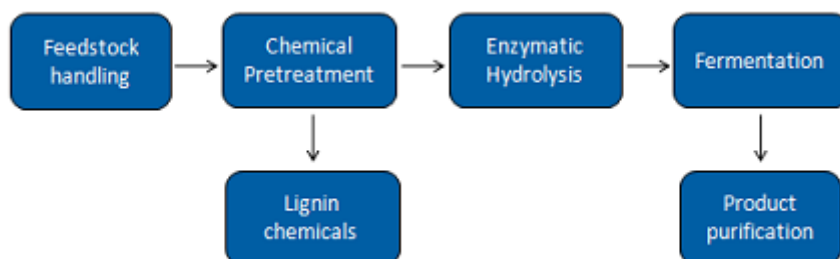 Feedstock
handling
Chemical
Pretreatment
Enzymatic
Hydrolysis
Fermentation
Lignin
chemicals
Product
purification